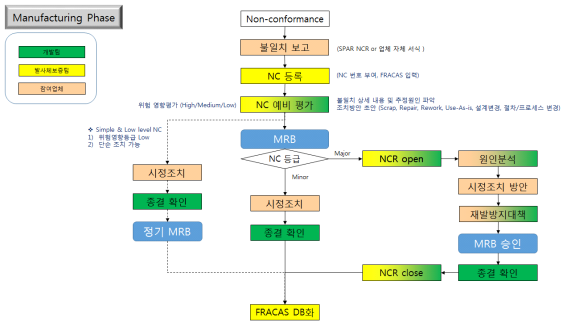 Manufacturing Phase
개발팀
발사체보증팀
참여업체
Non-conformance
불일치 보고
(SPAR NCR or 업체 자체 서식 )
NC 등록
(NC 번호 부여, FRACAS 입력)
위험 영향평가 (High/Medium/Low)
NC 예비 평가
불일치 상세 내용 및 추정원인 파악
조치방안 초안 (Scrap, Repair, Rework, Use-As-is, 설계변경, 절차/프로세스 변경)
❖ Simple & Low level NC
1) 위험영향등급 Low
2) 단순 조치 가능
MRB
NC 등급
Major
Minor
NCR open
원인분석
시정조치
시정조치 방안
종결 확인
시정조치
재발방지대책
정기 MRB
종결 확인
MRB 승인
NCR close
종결 확인
FRACAS DB화